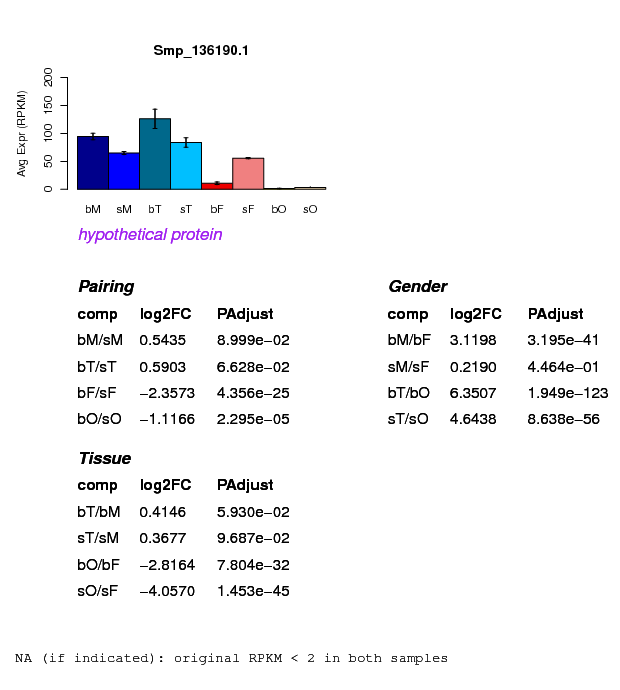 Smp_136190.1
Avg Expr (RPKM)
200
150
100
50
0
bM sM bT sT bF sF bO sO
hypothetical protein
Pairing
comp log2FC PAdjust
bM/sM 0.5435 8.999e−02
bT/sT 0.5903 6.628e−02
bF/sF −2.3573 4.356e−25
bO/sO −1.1166 2.295e−05
Gender
comp log2FC PAdjust
bM/bF 3.1198 3.195e−41
sM/sF 0.2190 4.464e−01
bT/bO 6.3507 1.949e−123
sT/sO 4.6438 8.638e−56
Tissue
comp log2FC PAdjust
bT/bM 0.4146 5.930e−02
sT/sM 0.3677 9.687e−02
bO/bF −2.8164 7.804e−32
sO/sF −4.0570 1.453e−45
NA (if indicated): original RPKM < 2 in both samples